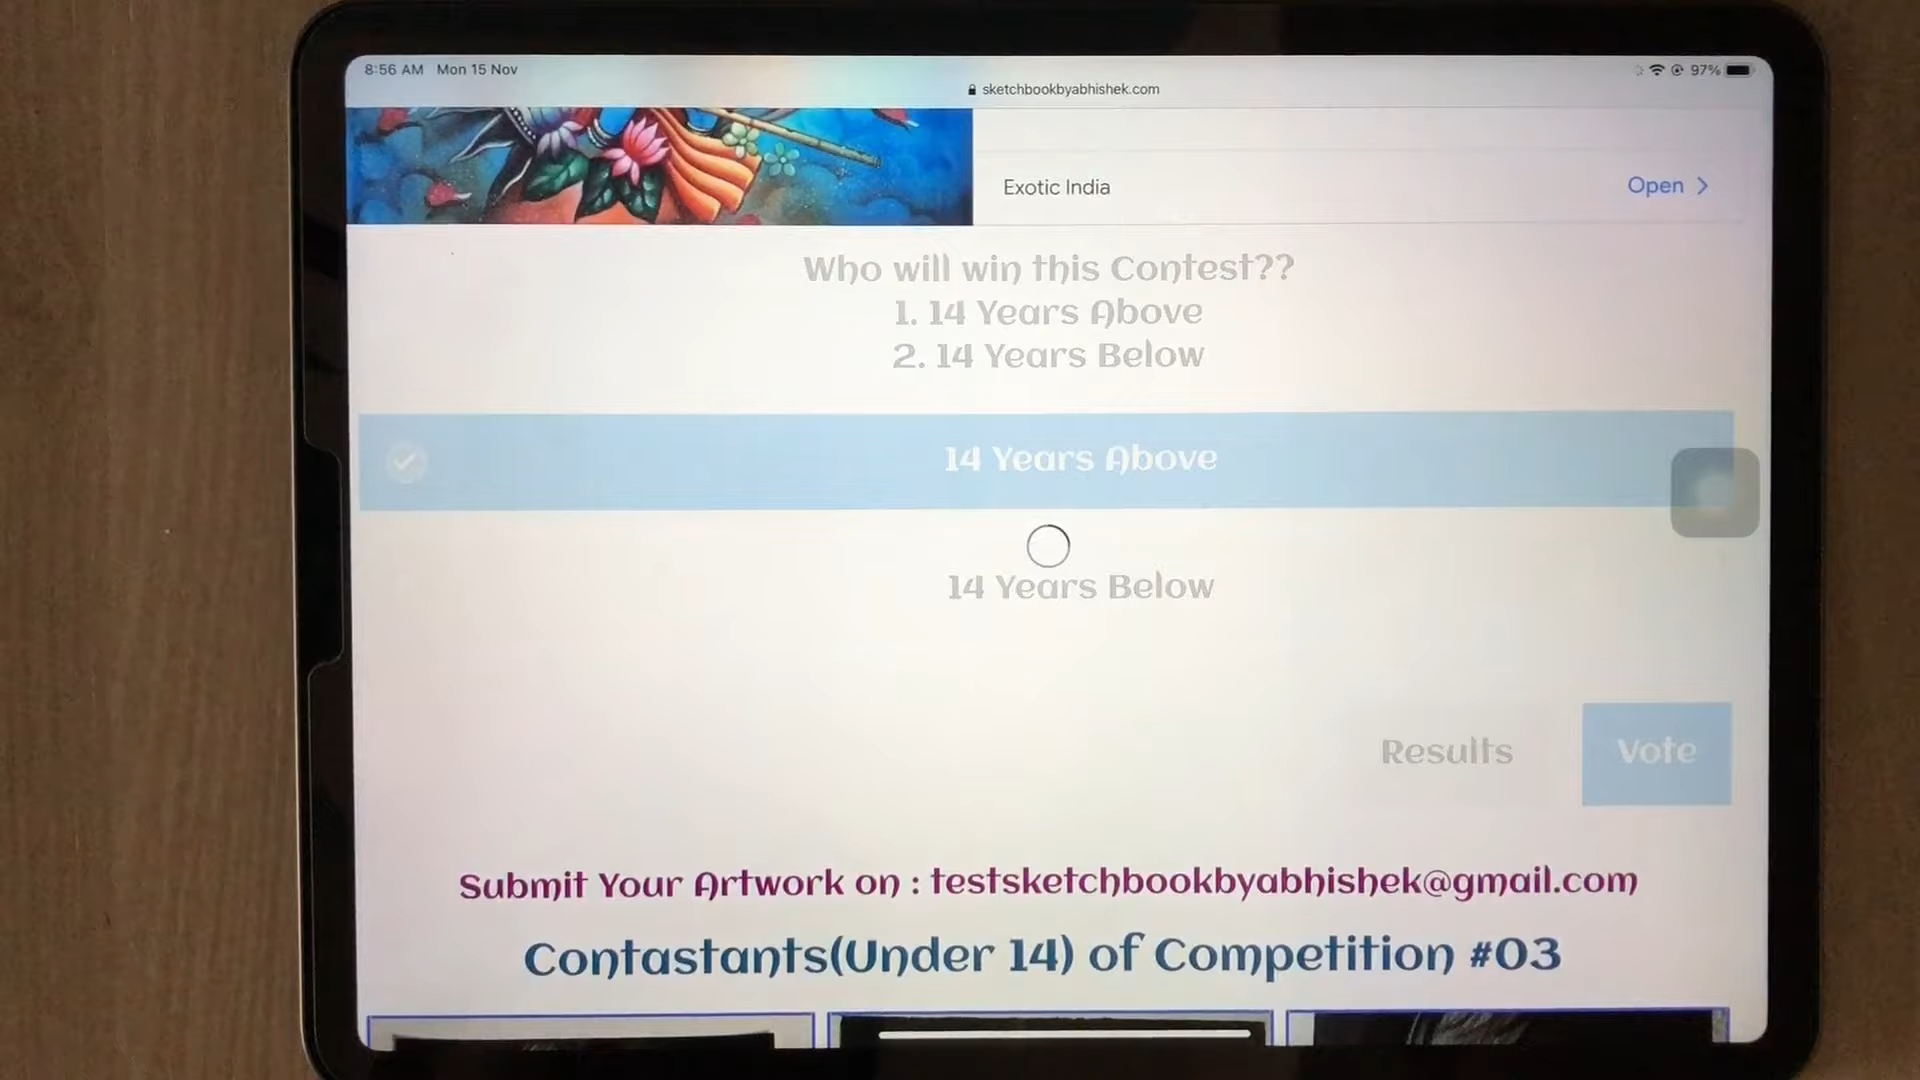 8:56 AM Mon 15 Nov
97%
sketchbookbyabhishek.com
Exotic India
Open
Who will win this Contest??
1. 14 Years Above
2. 14 Years Below
14 Years Above
14 Years Below
Results
Vote
Submit Your Artwork on : testsketchbookbyabhishek@gmail.com
Contastants(Under 14) of Competition #03